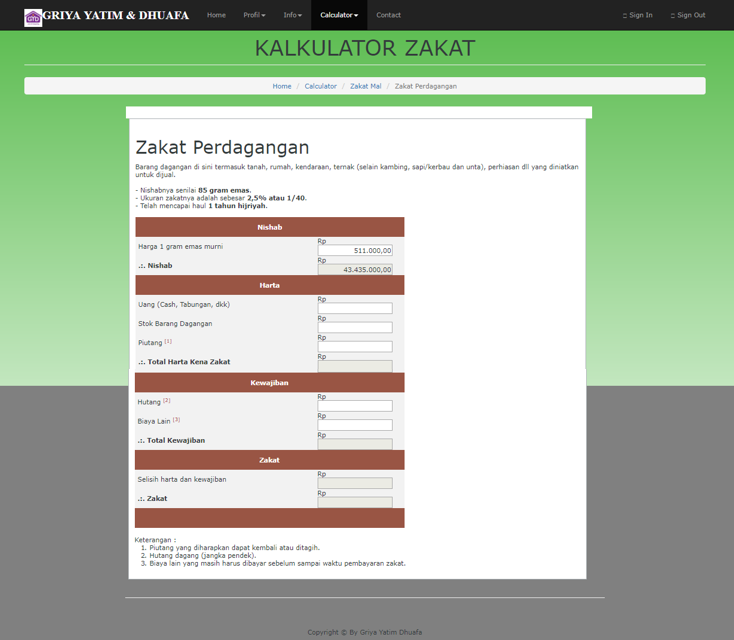 GRIYA YATIM & DHUAFA Home Profil Info Calculator Contact :: Sign In :: Sign Out
KALKULATOR ZAKAT
Home / Calculator / Zakat Mal / Zakat Perdagangan
Zakat Perdagangan
Barang dagangan di sini termasuk tanah, rumah, kendaraan, ternak (selain kambing, sapi/kerbau dan unta), perhiasan dll yang diniatkan
untuk dijual.
- Nishabnya senilai 85 gram emas.
- Ukuran zakatnya adalah sebesar 2,5% atau 1/40.
- Telah mencapai haul 1 tahun hijriyah.
Nishab
Harga 1 gram emas murni Rp 511.000,00
.:. Nishab Rp 43.435.000,00
Harta
Uang (Cash, Tabungan, dkk) Rp
Stok Barang Dagangan Rp
Piutang [1] Rp
.:. Total Harta Kena Zakat Rp
Kewajiban
Hutang [2] Rp
Biaya Lain [3] Rp
.:. Total Kewajiban Rp
Zakat
Selisih harta dan kewajiban Rp
.:. Zakat Rp
Keterangan :
1. Piutang yang diharapkan dapat kembali atau ditagih.
2. Hutang dagang (jangka pendek).
3. Biaya lain yang masih harus dibayar sebelum sampai waktu pembayaran zakat.
Copyright © By Griya Yatim Dhuafa